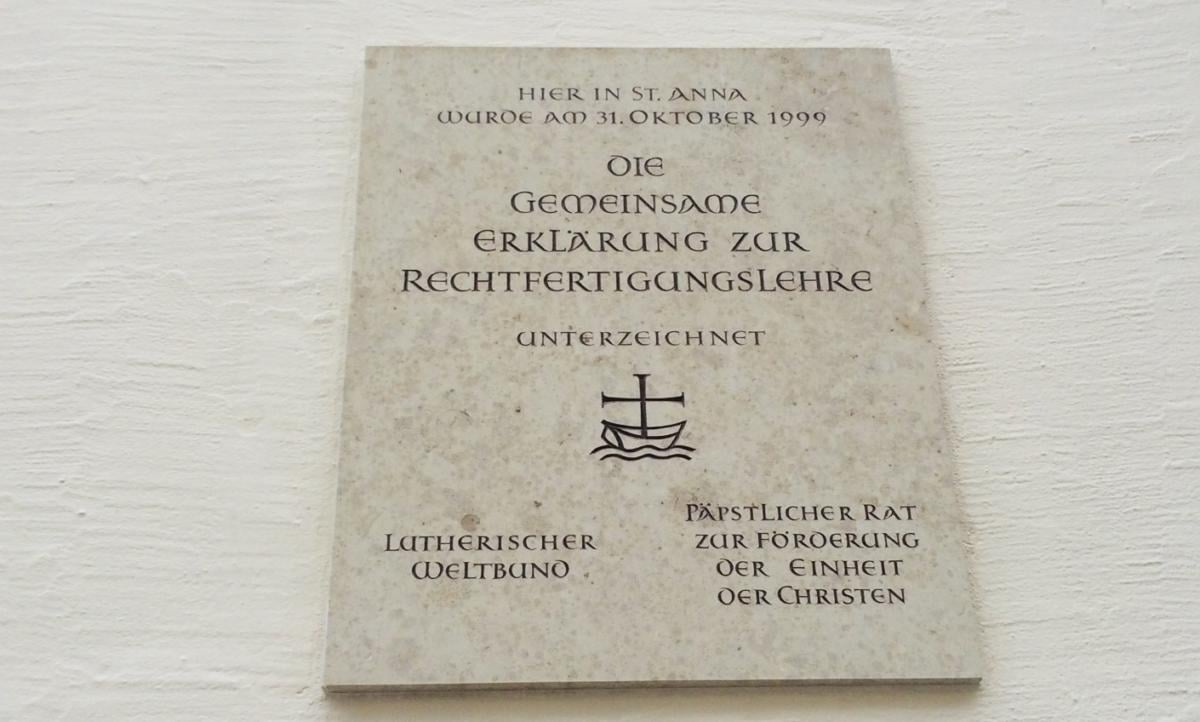 HIER IN ST. ANNA
WURDE AM 31. OKTOBER 1999
DIE
GEMEINSAME
ERKLÄRUNG ZUR
RECHTFERTIGUNGSLEHRE
UNTERZEICHNET
LUTHERISCHER
WELTBUND
PÄPSTLICHER RAT
ZUR FÖRDERUNG
DER EINHEIT
DER CHRISTEN